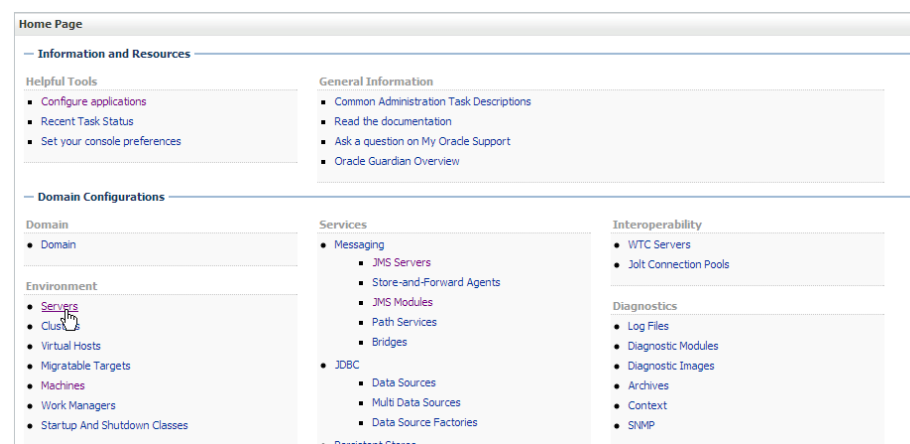 Home Page
Information and Resources
Helpful Tools
Configure applications
Recent Task Status
Set your console preferences
General Information
Common Administration Task Descriptions
Read the documentation
Ask a question on My Oracle Support
Oracle Guardian Overview
Domain Configurations
Domain
Domain
Environment
Servers
Clusters
Virtual Hosts
Migratable Targets
Machines
Work Managers
Startup And Shutdown Classes
Services
Messaging
JMS Servers
Store-and-Forward Agents
JMS Modules
Path Services
Bridges
JDBC
Data Sources
Multi Data Sources
Data Source Factories
Persistent Stores
Interoperability
WTC Servers
Jolt Connection Pools
Diagnostics
Log Files
Diagnostic Modules
Diagnostic Images
Archives
Context
SNMP